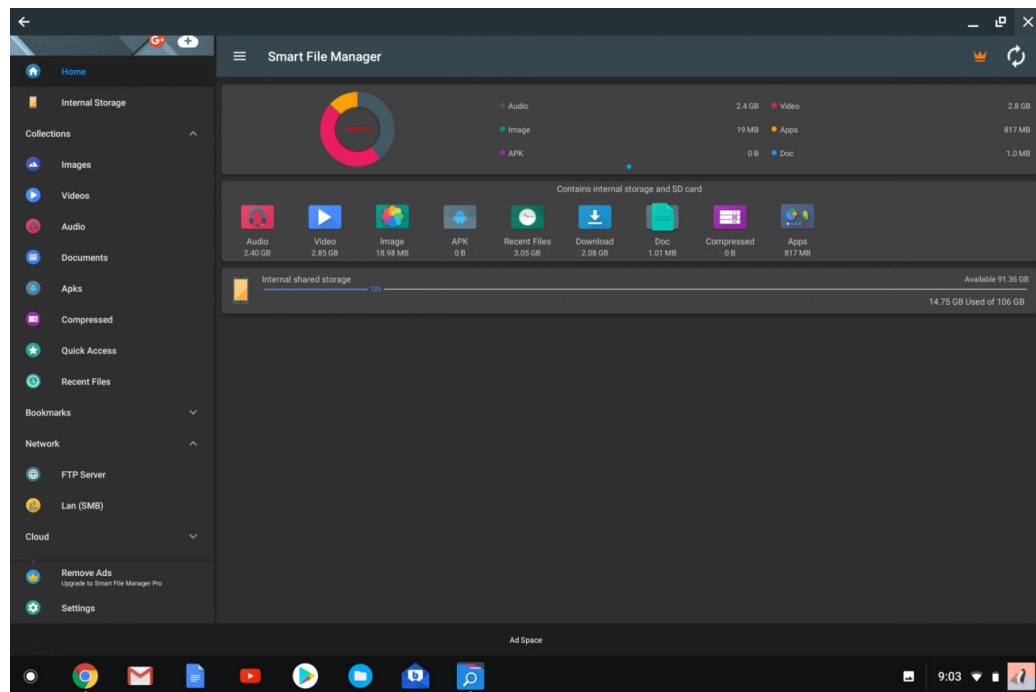 G+
Smart File Manager
Home
Internal Storage
Collections
Images
Videos
Audio
Documents
Apks
Compressed
Quick Access
Recent Files
Bookmarks
Network
FTP Server
Lan (SMB)
Cloud
Remove Ads
Upgrade to Smart File Manager Pro
Settings
Audio 2.4 GB Video 2.8 GB
Image 19 MB Apps 817 MB
APK 0 B Doc 1.0 MB
Contains internal storage and SD card
Audio Video Image APK Recent Files Download Doc Compressed Apps
2.40 GB 2.85 GB 18.98 MB 0 B 3.05 GB 2.08 GB 1.01 MB 0 B 817 MB
Internal shared storage Available 91.36 GB
13%
14.75 GB Used of 106 GB
Ad Space
9:03